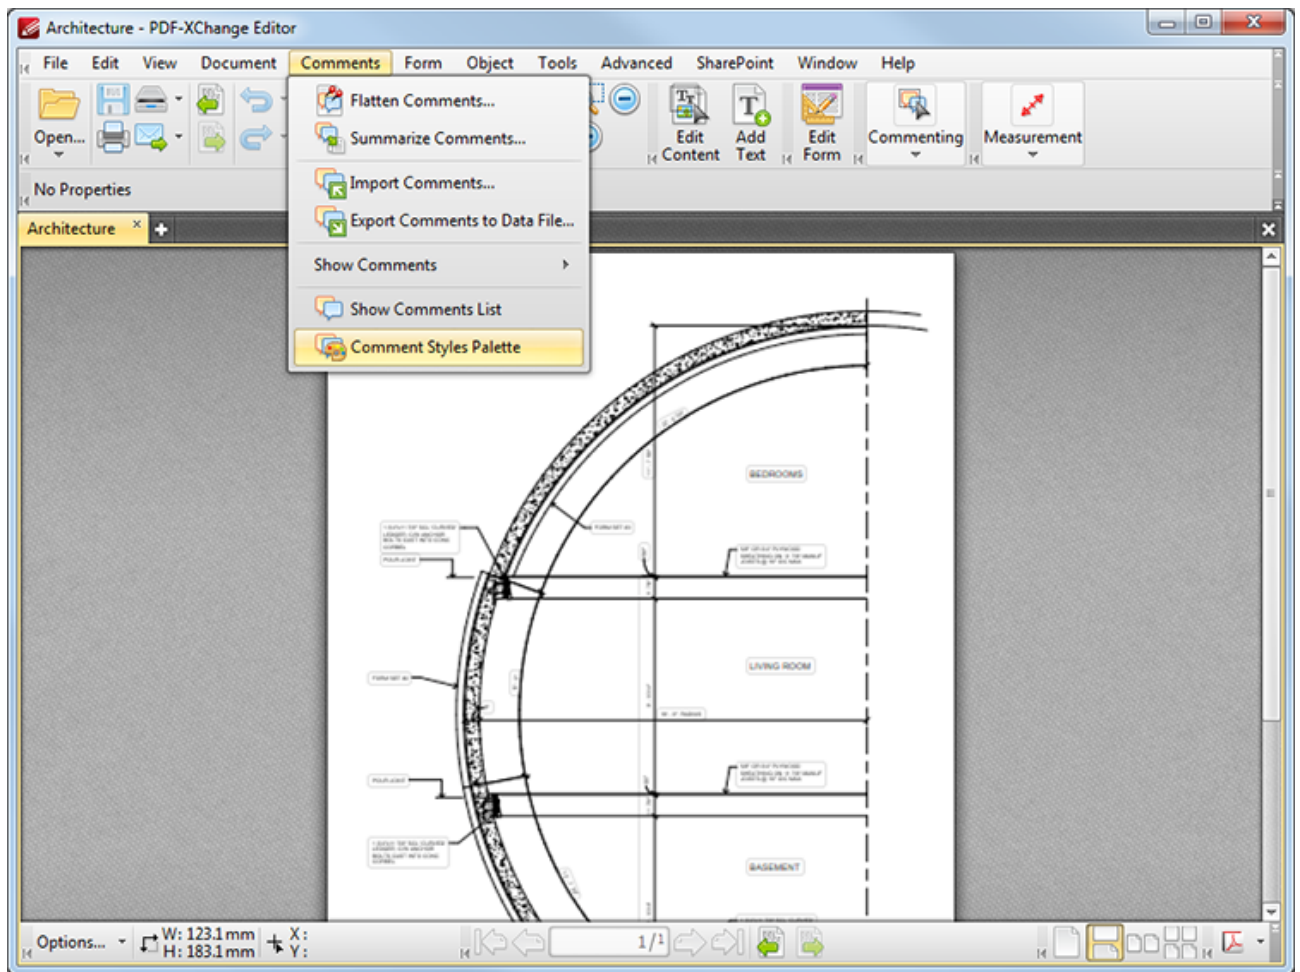 Architecture - PDF-XChange Editor
File Edit View Document Comments Form Object Tools Advanced SharePoint Window Help
Open...
Edit Content
Add Text
Edit Form
Commenting
Measurement
No Properties
Architecture
Flatten Comments...
Summarize Comments...
Import Comments...
Export Comments to Data File...
Show Comments
Show Comments List
Comment Styles Palette
BEDROOMS
LIVING ROOM
BASEMENT
Options...
W: 123.1 mm
H: 183.1 mm
X:
Y:
1/1